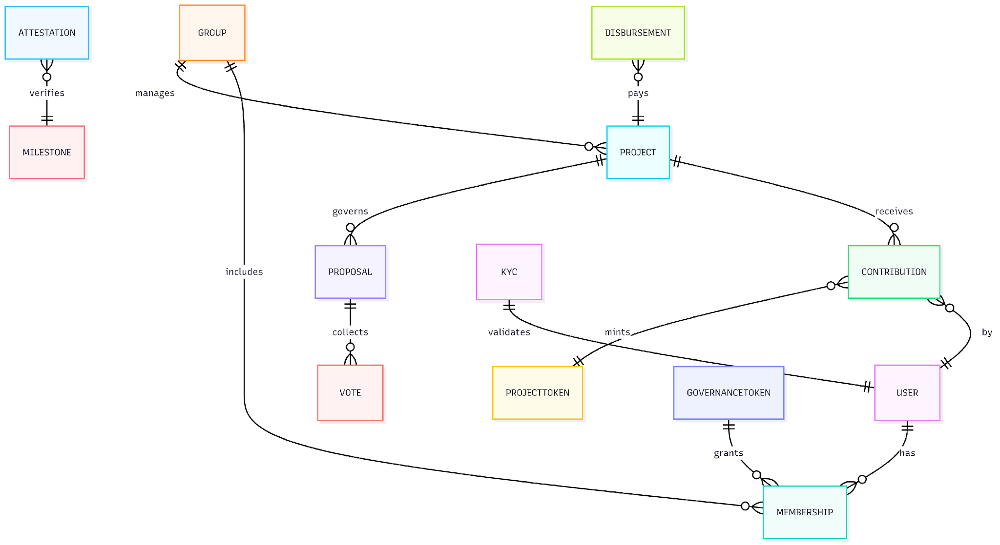 ATTESTATION
GROUP
DISBURSEMENT
verifies
manages
pays
MILESTONE
PROJECT
governs
receives
includes
PROPOSAL
KYC
CONTRIBUTION
collects
validates
mints
by
VOTE
PROJECTTOKEN
GOVERNANCETOKEN
USER
grants
has
MEMBERSHIP